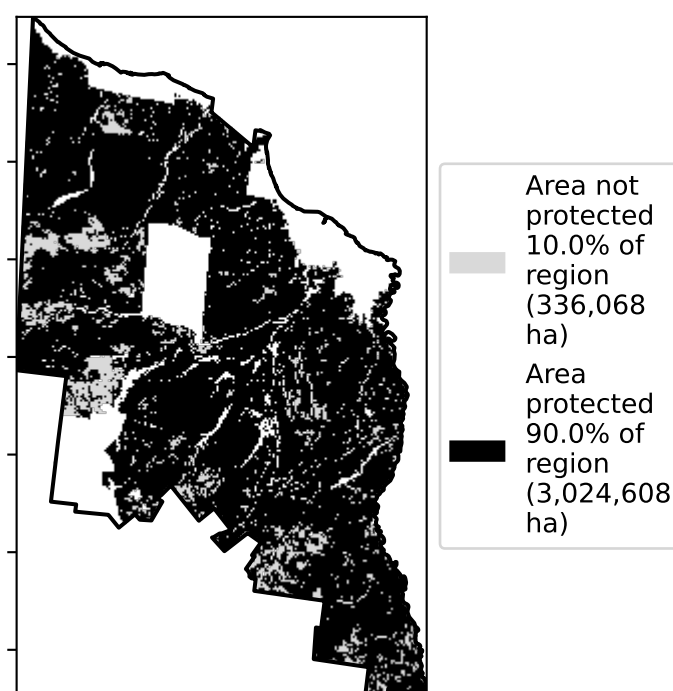 Area not
protected
10.0% of
region
(336,068
ha)
Area
protected
90.0% of
region
(3,024,608
ha)